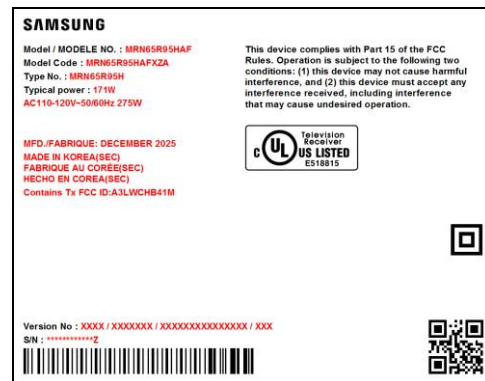 SAMSUNG
Model / MODELE NO. : MRN65R95HAF
Model Code : MRN65R95HAFXZA
Type No. : MRN65R95H
Typical power : 171W
AC110-120V~50/60Hz 275W
This device complies with Part 15 of the FCC
Rules. Operation is subject to the following two
conditions: (1) this device may not cause harmful
interference, and (2) this device must accept any
interference received, including interference
that may cause undesired operation.
MFD./FABRIQUE: DECEMBER 2025
MADE IN KOREA(SEC)
FABRIQUE AU CORÉE(SEC)
HECHO EN COREA(SEC)
Contains Tx FCC ID:A3LWCHB41M
Television
Receiver
C UL US LISTED
E518815
Version No : XXXX / XXXXXXX / XXXXXXXXXXXXXXX / XXX
S/N : ************Z